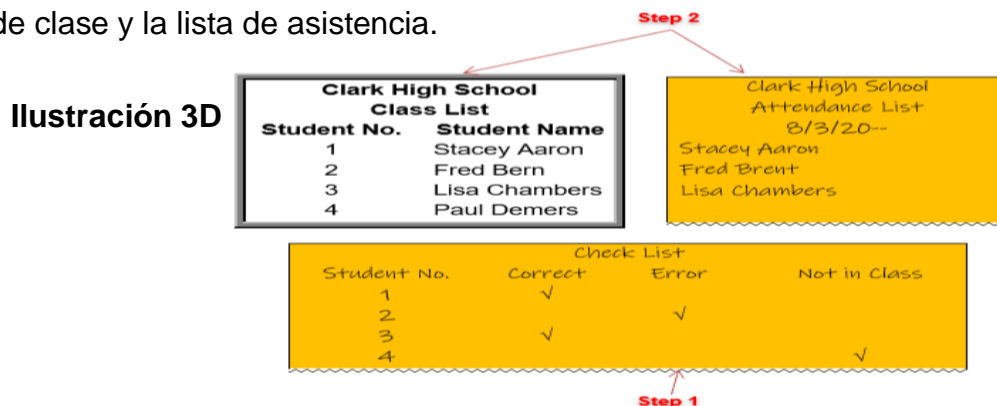 de clase y la lista de asistencia.
Step 2
Ilustración 3D
Clark High School
Class List
Student No. Student Name
1 Stacey Aaron
2 Fred Bern
3 Lisa Chambers
4 Paul Demers
Clark High School
Attendance List
8/3/20--
Stacey Aaron
Fred Brent
Lisa Chambers
Check List
Student No. Correct Error Not in Class
1 √
2 √
3 √
4 √
Step 1